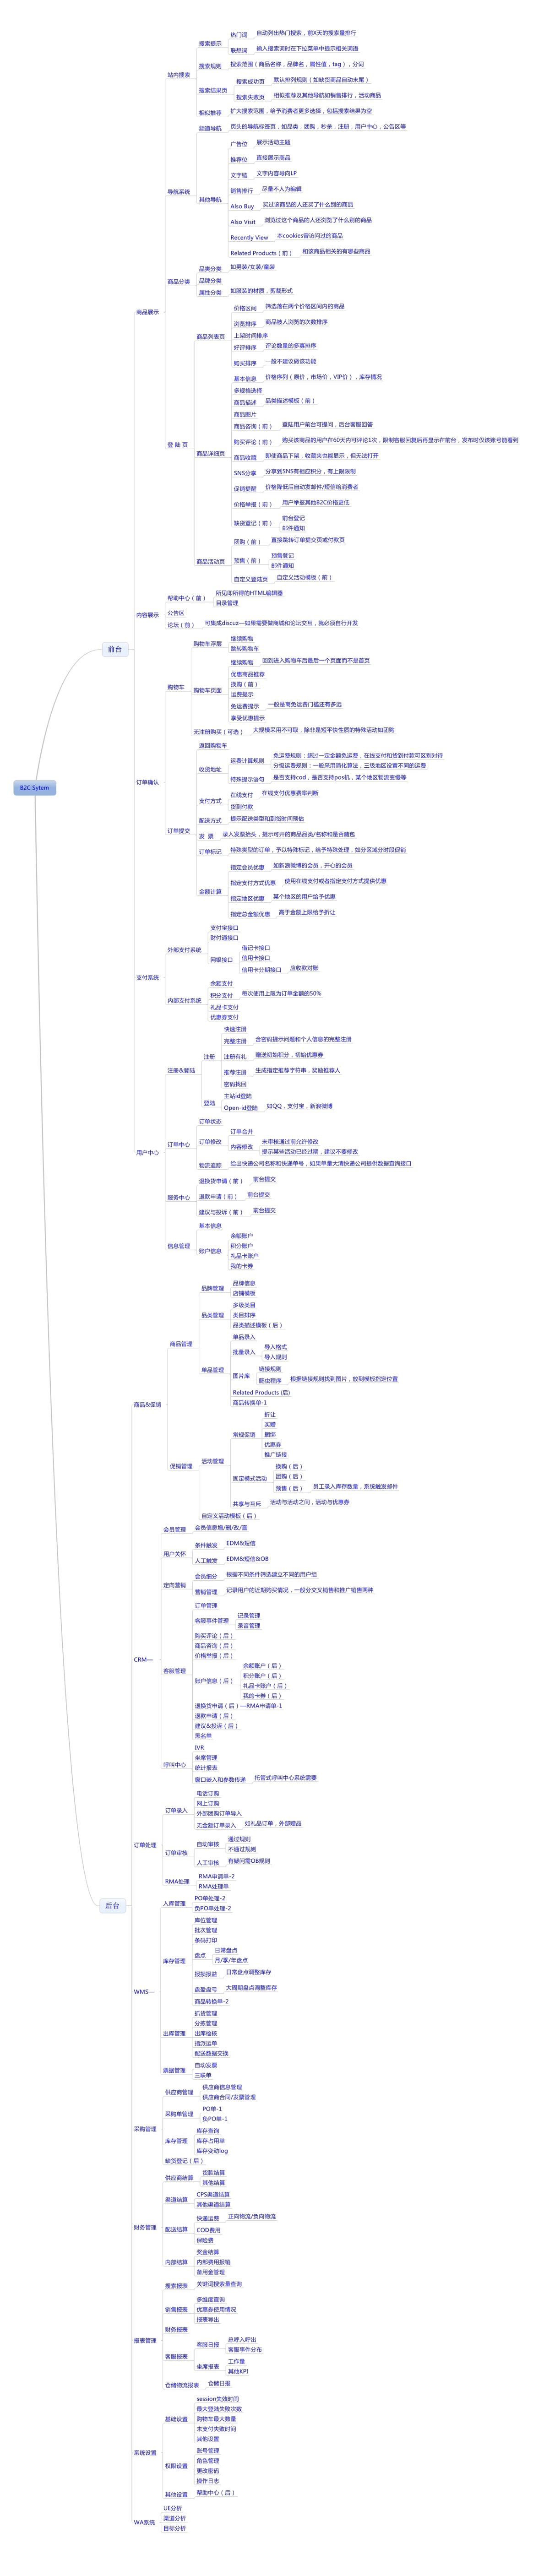 B2C Sytem
前台
商品展示
站内搜索
搜索提示
热门词
自动列出热门搜索，前X天的搜索量排行
联想词
输入搜索词时在下拉菜单中提示相关词语
搜索规则
搜索范围（商品名称，品牌名，属性值，tag），分词
搜索结果页
搜索成功页
默认排列规则（如缺货商品自动末尾）
搜索失败页
相似推荐及其他导航如销售排行，活动商品
相似推荐
扩大搜索范围，给予消费者更多选择，包括搜索结果为空
导航系统
频道导航
页头的导航标签页，如品类，团购，秒杀，注册，用户中心，公告区等
其他导航
广告位
展示活动主题
推荐位
直接展示商品
文字链
文字内容导向LP
销售排行
尽量不人为编辑
Also Buy
买过该商品的人还买了什么别的商品
Also Visit
浏览过这个商品的人还浏览了什么别的商品
Recently View
本cookies曾访问过的商品
Related Products（前）
和该商品相关的有哪些商品
商品分类
品类分类
如男装/女装/童装
品牌分类
属性分类
如服装的材质，剪裁形式
登 陆 页
商品列表页
价格区间
筛选落在两个价格区间内的商品
浏览排序
商品被人浏览的次数排序
上架时间排序
好评排序
评论数量的多寡排序
购买排序
一般不建议做该功能
商品详细页
基本信息
价格序列（原价，市场价，VIP价），库存情况
多规格选择
商品描述
品类描述模板（前）
商品图片
商品咨询（前）
登陆用户前台可提问，后台客服回答
购买评论（前）
购买该商品的用户在60天内可评论1次，限制客服回复后再显示在前台，发布时仅该账号能看到
商品收藏
即使商品下架，收藏夹也能显示，但无法打开
SNS分享
分享到SNS有相应积分，有上限限制
促销提醒
价格降低后自动发邮件/短信给消费者
价格举报（前）
用户举报其他B2C价格更低
缺货登记（前）
前台登记
邮件通知
商品活动页
团购（前）
直接跳转订单提交页或付款页
预售（前）
预售登记
邮件通知
自定义登陆页
自定义活动模板（前）
内容展示
帮助中心（前）
所见即所得的HTML编辑器
目录管理
公告区
论坛（前）
可集成discuz—如果需要做商城和论坛交互，就必须自行开发
订单确认
购物车
购物车浮层
继续购物
跳转购物车
购物车页面
继续购物
回到进入购物车后最后一个页面而不是首页
优惠商品推荐
换购（前）
运费提示
免运费提示
一般是离免运费门槛还有多远
享受优惠提示
无注册购买（可选）
大规模采用不可取，除非是短平快性质的特殊活动如团购
订单提交
返回购物车
收货地址
运费计算规则
免运费规则：超过一定金额免运费，在线支付和货到付款可区别对待
分级运费规则：一般采用简化算法，三级地区设置不同的运费
特殊提示语句
是否支持cod，是否支持pos机，某个地区物流变慢等
支付方式
在线支付
在线支付优惠费率判断
货到付款
配送方式
提示配送类型和到货时间预估
发 票
录入发票抬头，提示可开的商品品类/名称和是否随包
订单标记
特殊类型的订单，予以特殊标记，给予特殊处理，如分区域分时段促销
金额计算
指定会员优惠
如新浪微博的会员，开心的会员
指定支付方式优惠
使用在线支付或者指定支付方式提供优惠
指定地区优惠
某个地区的用户给予优惠
指定总金额优惠
高于金额上限给予折让
支付系统
外部支付系统
支付宝接口
财付通接口
网银接口
借记卡接口
信用卡接口
信用卡分期接口
应收款对账
内部支付系统
余额支付
积分支付
每次使用上限为订单金额的50%
礼品卡支付
优惠券支付
用户中心
注册&登陆
注册
快速注册
完整注册
含密码提示问题和个人信息的完整注册
注册有礼
赠送初始积分，初始优惠券
推荐注册
生成指定推荐字符串，奖励推荐人
密码找回
登陆
主站id登陆
Open-id登陆
如QQ，支付宝，新浪微博
订单中心
订单状态
订单修改
订单合并
内容修改
未审核通过前允许修改
提示某些活动已经过期，建议不要修改
物流追踪
给出快递公司名称和快递单号，如果单量大请快递公司提供数据查询接口
服务中心
退换货申请（前）
前台提交
退款申请（前）
前台提交
建议与投诉（前）
前台提交
信息管理
基本信息
账户信息
余额账户
积分账户
礼品卡账户
我的卡券
后台
商品&促销
商品管理
品牌管理
品牌信息
店铺模板
品类管理
多级类目
类目排序
品类描述模板（后）
单品管理
单品录入
批量录入
导入格式
导入规则
图片库
链接规则
爬虫程序
根据链接规则找到图片，放到模板指定位置
Related Products (后)
商品转换单-1
促销管理
活动管理
常规促销
折让
买赠
捆绑
优惠券
推广链接
固定模式活动
换购（后）
团购（后）
预售（后）
员工录入库存数量，系统触发邮件
共享与互斥
活动与活动之间，活动与优惠券
自定义活动模板（后）
CRM—
会员管理
会员信息增/删/改/查
用户关怀
条件触发
EDM&短信
人工触发
EDM&短信&OB
定向营销
会员细分
根据不同条件筛选建立不同的用户组
营销管理
记录用户的近期购买情况，一般分交叉销售和推广销售两种
客服管理
订单管理
客服事件管理
记录管理
录音管理
购买评论（后）
商品咨询（后）
价格举报（后）
账户信息（后）
余额账户（后）
积分账户（后）
礼品卡账户（后）
我的卡券（后）
退换货申请（后）—RMA申请单-1
退款申请（后）
建议&投诉（后）
黑名单
呼叫中心
IVR
坐席管理
统计报表
窗口嵌入和参数传递
托管式呼叫中心系统需要
订单处理
订单录入
电话订购
网上订购
外部团购订单导入
无金额订单录入
如礼品订单，外部赠品
订单审核
自动审核
通过规则
不通过规则
人工审核
有疑问需OB规则
RMA处理
RMA申请单-2
RMA处理单
WMS—
入库管理
PO单处理-2
负PO单处理-2
库存管理
库位管理
批次管理
条码打印
盘点
日常盘点
月/季/年盘点
报损报益
日常盘点调整库存
盘盈盘亏
大周期盘点调整库存
商品转换单-2
出库管理
抓货管理
分拣管理
出库检核
指派运单
配送数据交换
票据管理
自动发票
三联单
采购管理
供应商管理
供应商信息管理
供应商合同/发票管理
采购单管理
PO单-1
负PO单-1
库存管理
库存查询
库存占用单
库存变动log
缺货登记（后）
财务管理
供应商结算
货款结算
其他结算
渠道结算
CPS渠道结算
其他渠道结算
配送结算
快递运费
正向物流/负向物流
COD费用
保险费
内部结算
奖金结算
内部费用报销
备用金管理
报表管理
搜索报表
关键词搜索量查询
销售报表
多维度查询
优惠券使用情况
报表导出
财务报表
客服报表
客服日报
总呼入呼出
客服事件分布
坐席报表
工作量
其他KPI
仓储物流报表
仓储日报
系统设置
基础设置
session失效时间
最大登陆失败次数
购物车最大数量
未支付失败时间
其他设置
权限设置
账号管理
角色管理
更改密码
操作日志
其他设置
帮助中心（后）
WA系统
UE分析
渠道分析
目标分析